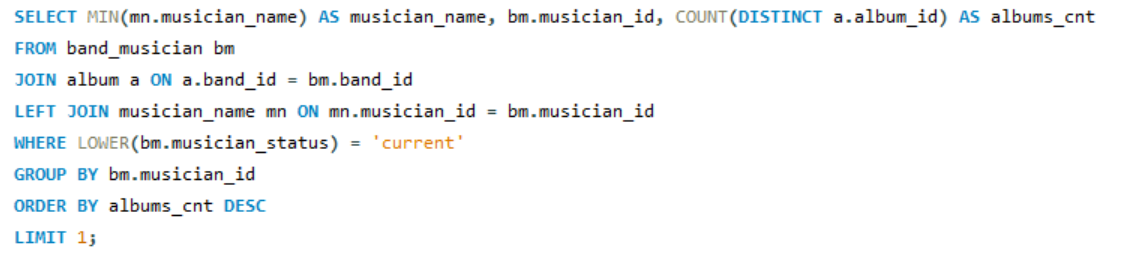 SELECT MIN(mn.musician_name) AS musician_name, bm.musician_id, COUNT(DISTINCT a.album_id) AS albums_cnt
FROM band_musician bm
JOIN album a ON a.band_id = bm.band_id
LEFT JOIN musician_name mn ON mn.musician_id = bm.musician_id
WHERE LOWER(bm.musician_status) = 'current'
GROUP BY bm.musician_id
ORDER BY albums_cnt DESC
LIMIT 1;